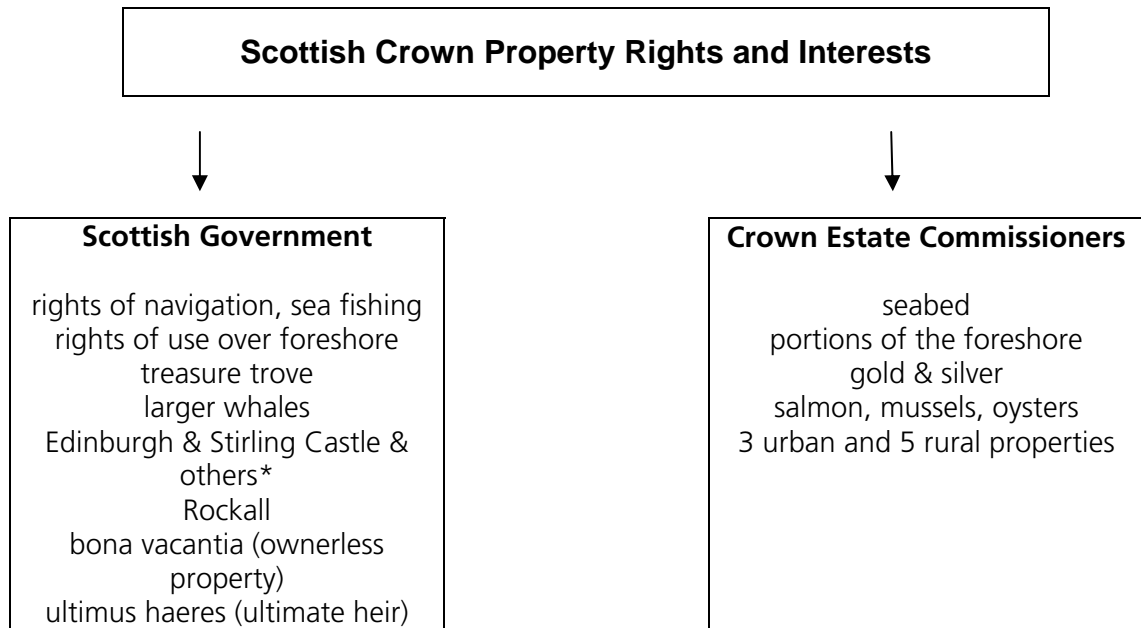 Scottish Crown Property Rights and Interests
Scottish Government
rights of navigation, sea fishing
rights of use over foreshore
treasure trove
larger whales
Edinburgh & Stirling Castle &
others*
Rockall
bona vacantia (ownerless
property)
ultimus haeres (ultimate heir)
Crown Estate Commissioners
seabed
portions of the foreshore
gold & silver
salmon, mussels, oysters
3 urban and 5 rural properties